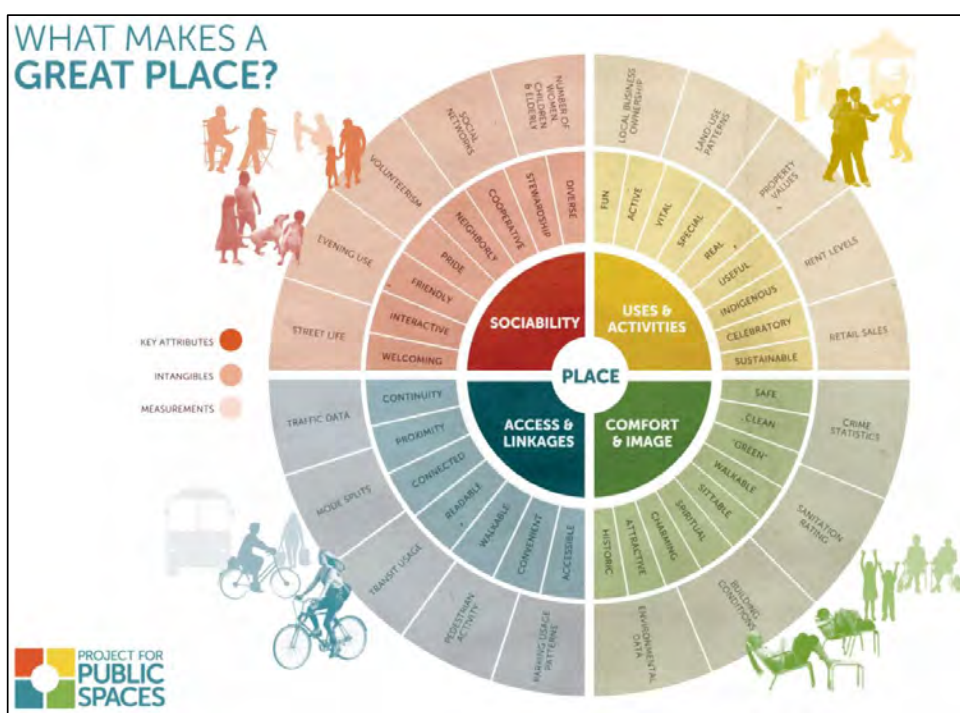 WHAT MAKES A
GREAT PLACE?
KEY ATTRIBUTES
INTANGIBLES
MEASUREMENTS
PLACE
SOCIABILITY
USES &
ACTIVITIES
ACCESS &
LINKAGES
COMFORT
& IMAGE
WELCOMING
INTERACTIVE
FRIENDLY
PRIDE
NEIGHBORLY
COOPERATIVE
STEWARDSHIP
DIVERSE
FUN
ACTIVE
VITAL
SPECIAL
REAL
USEFUL
INDIGENOUS
CELEBRATORY
SUSTAINABLE
SAFE
CLEAN
"GREEN"
WALKABLE
SITTABLE
SPIRITUAL
CHARMING
ATTRACTIVE
HISTORIC
ACCESSIBLE
CONVENIENT
WALKABLE
READABLE
CONNECTED
PROXIMITY
CONTINUITY
STREET LIFE
EVENING USE
VOLUNTEERISM
SOCIAL
NETWORKS
NUMBER OF
WOMEN,
CHILDREN
& ELDERLY
LOCAL BUSINESS
OWNERSHIP
LAND-USE
PATTERNS
PROPERTY
VALUES
RENT LEVELS
RETAIL SALES
CRIME
STATISTICS
SANITATION
RATING
BUILDING
CONDITIONS
ENVIRONMENTAL
DATA
PARKING USAGE
PATTERNS
PEDESTRIAN
ACTIVITY
TRANSIT USAGE
MODE SPLITS
TRAFFIC DATA
PROJECT FOR
PUBLIC
SPACES